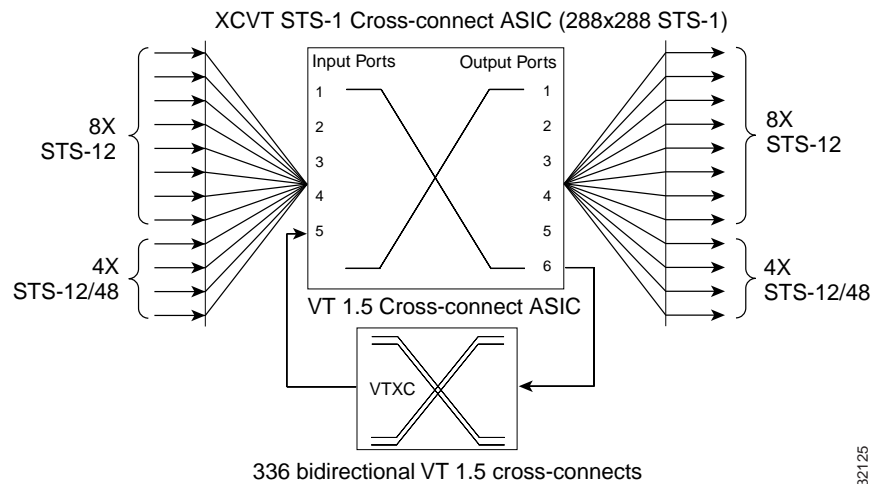 XCVT STS-1 Cross-connect ASIC (288x288 STS-1)
Input Ports
Output Ports
1
2
3
4
5
1
2
3
4
5
6
8X
STS-12
4X
STS-12/48
8X
STS-12
4X
STS-12/48
VT 1.5 Cross-connect ASIC
VTXC
336 bidirectional VT 1.5 cross-connects
32125